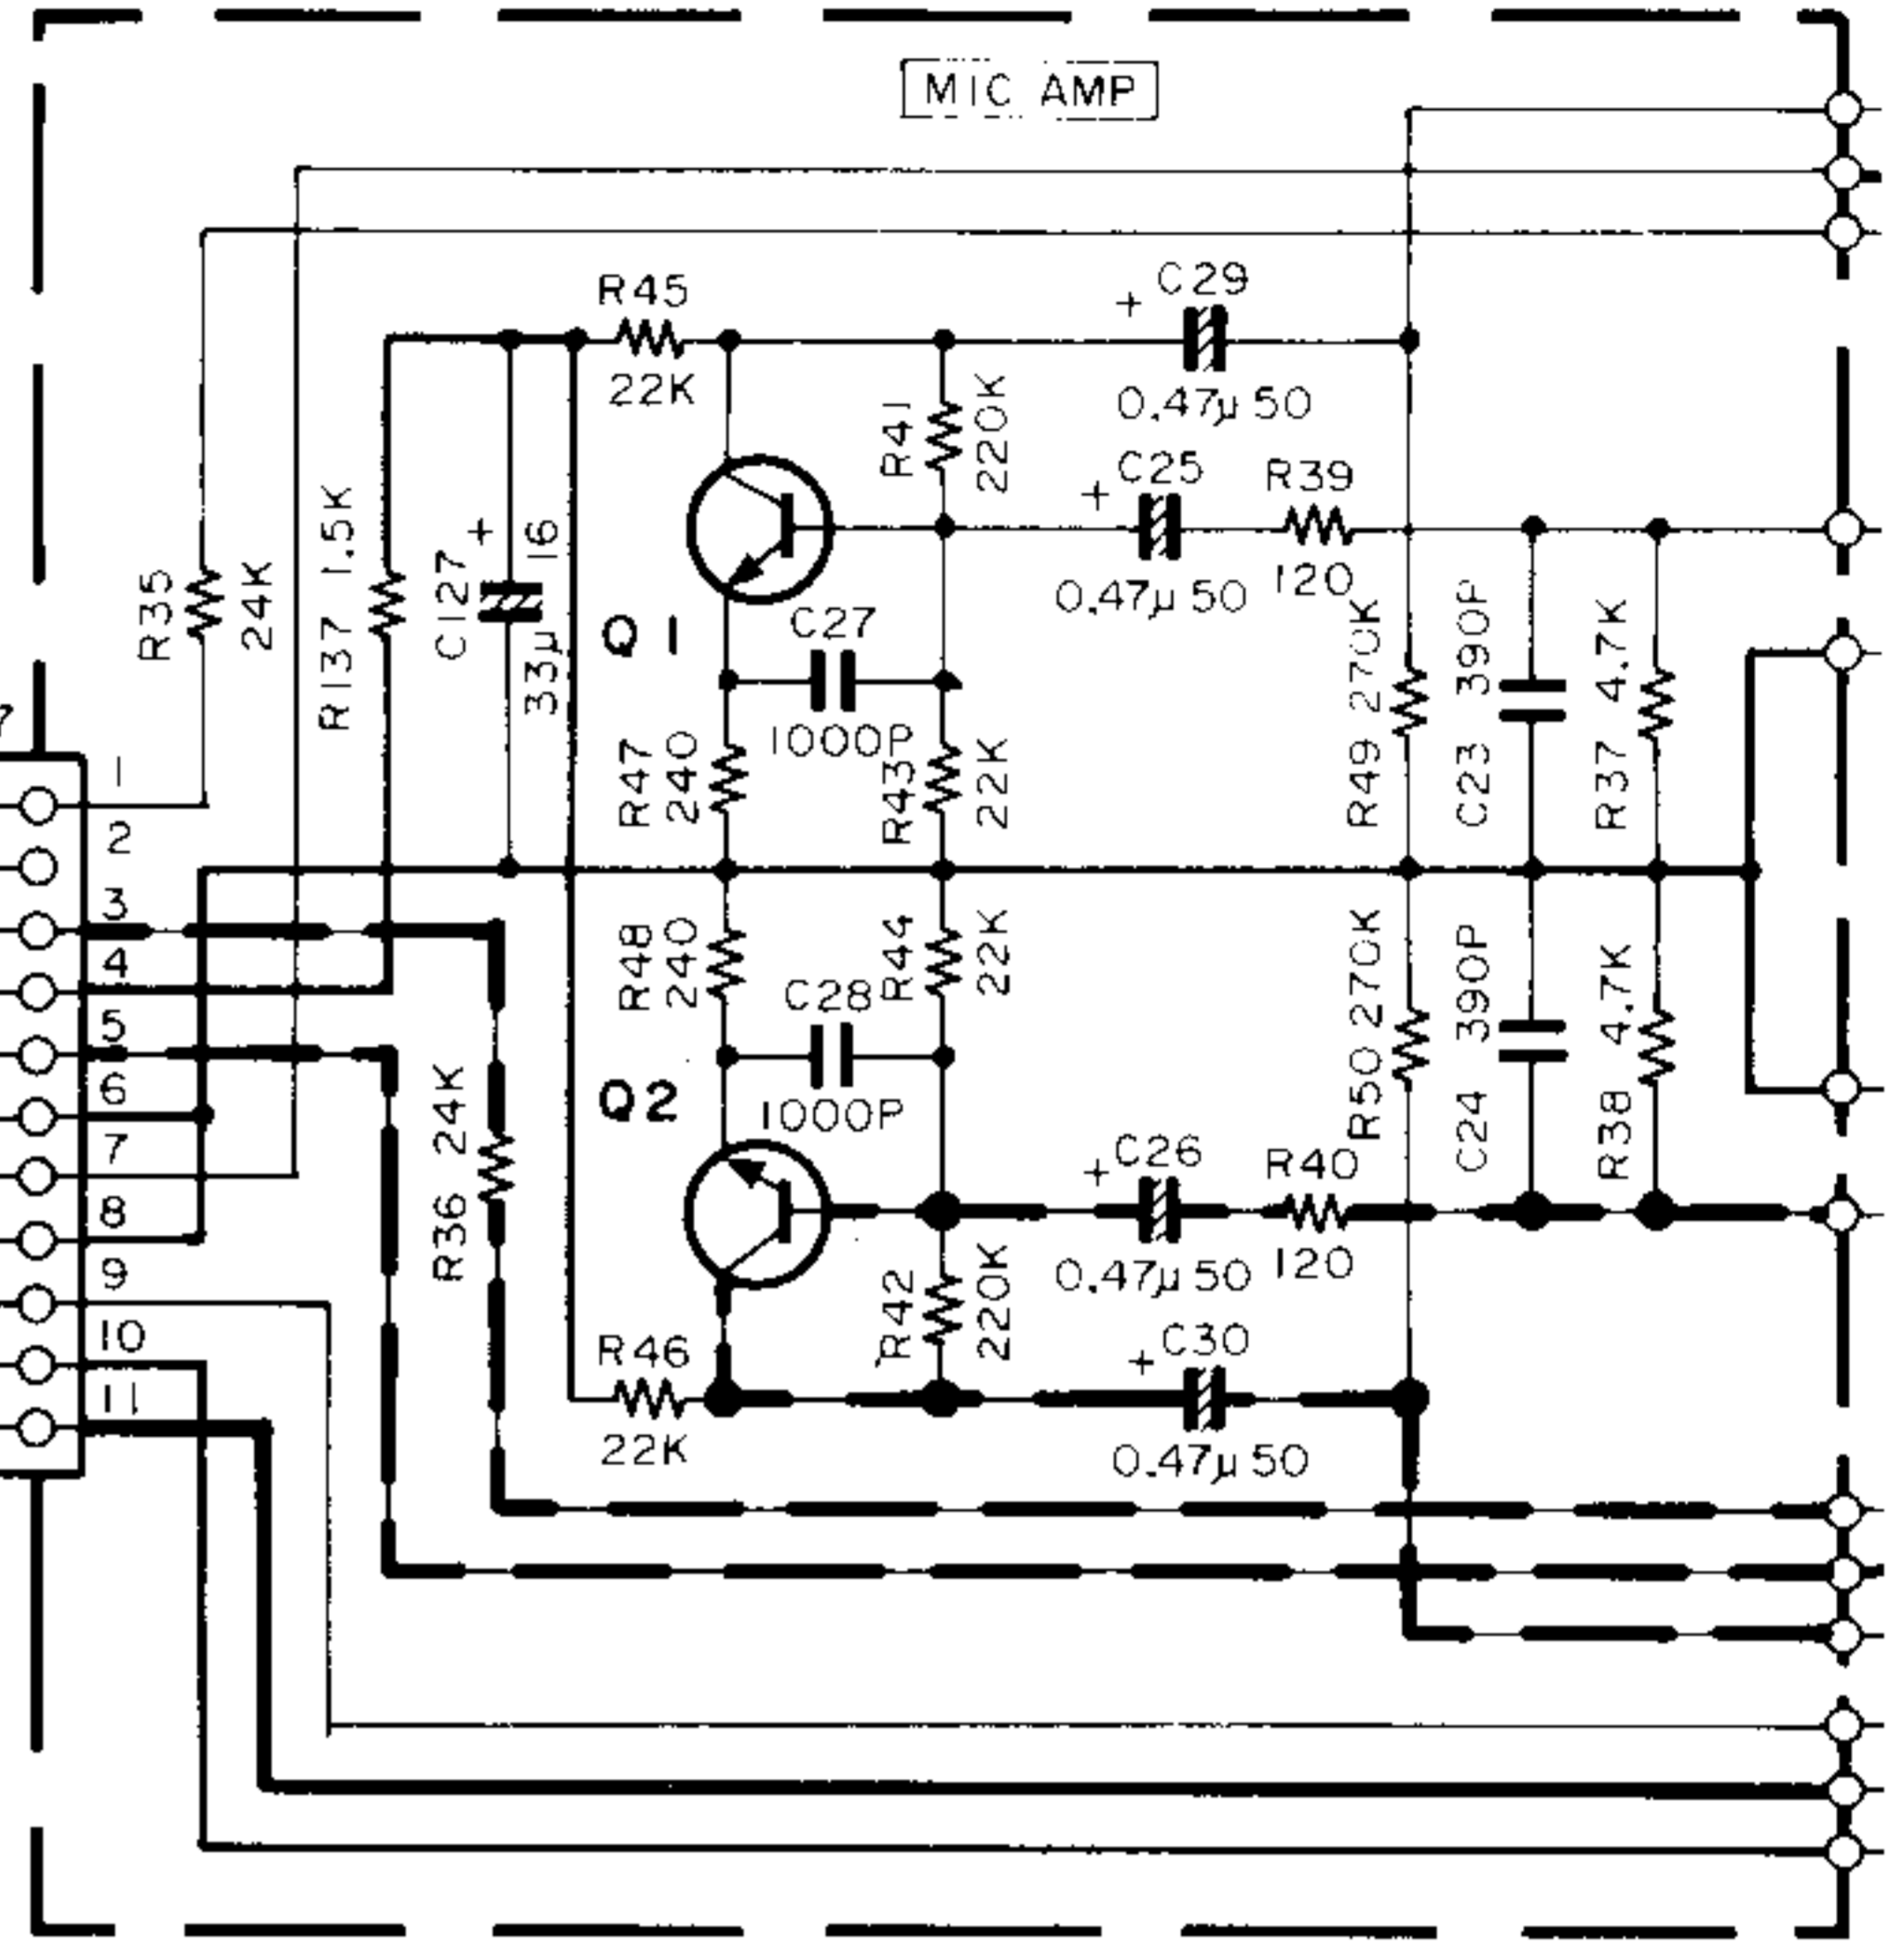 MIC AMP
C29
+
0.47µ 50
R45
22K
R41
220K
C25
+
0.47µ 50
R39
120
R35
24K
R137 1.5K
C127
+
33µ 16
Q1
C27
1000P
R47
240
R43
22K
R49 270K
C23 390P
R37 4.7K
7
1
2
3
4
5
6
7
8
9
10
11
R48
240
R44
22K
C28
1000P
Q2
R36 24K
R50 270K
C24 390P
R38 4.7K
C26
+
0.47µ 50
R40
120
R42
220K
R46
22K
C30
+
0.47µ 50